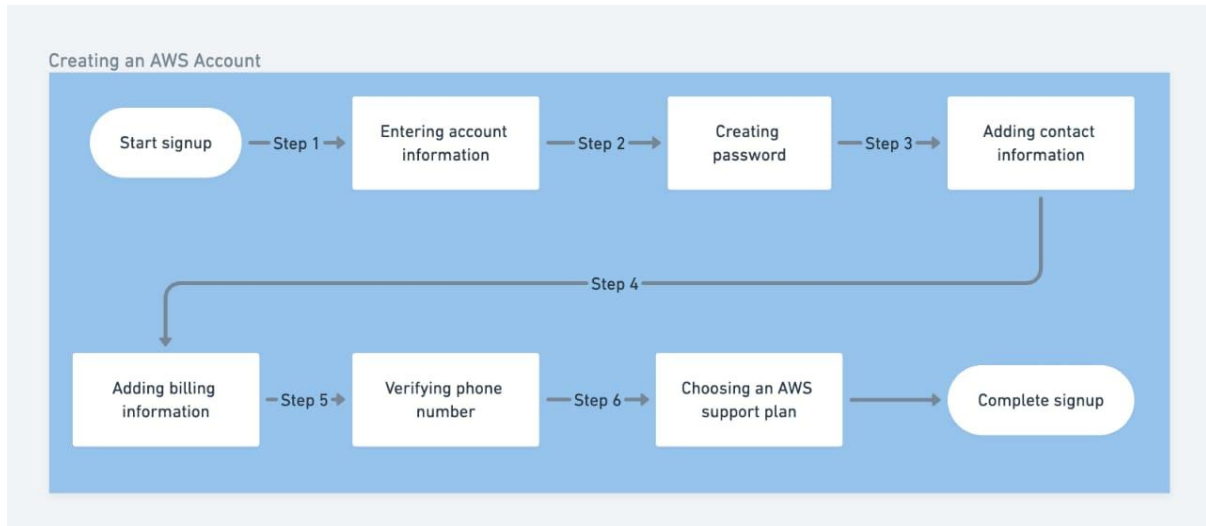 Creating an AWS Account
Start signup
Step 1
Entering account
information
Step 2
Creating
password
Step 3
Adding contact
information
Step 4
Adding billing
information
Step 5
Verifying phone
number
Step 6
Choosing an AWS
support plan
Complete signup